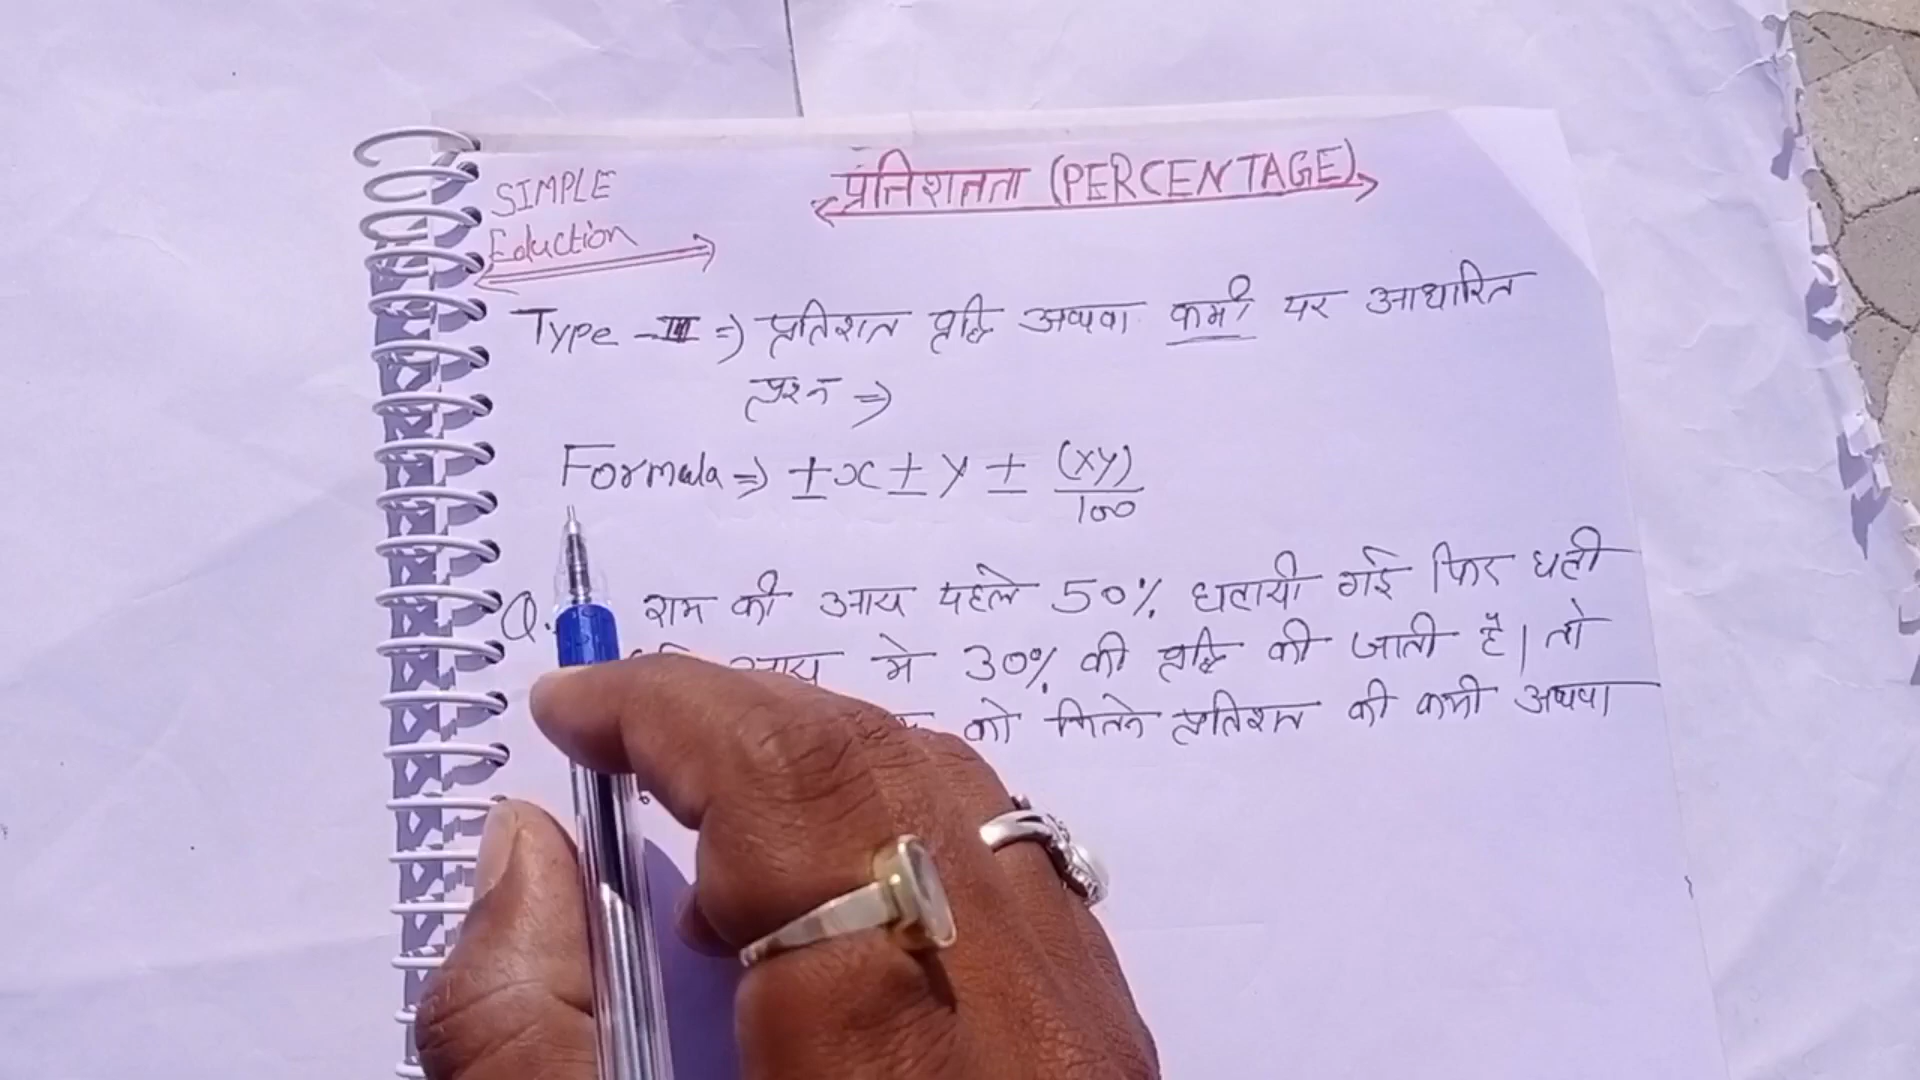 SIMPLE
Eduction
प्रतिशतता (PERCENTAGE)
Type - III => प्रतिशत वृद्धि अथवा कमी पर आधारित
प्रश्न =>
Formula => ± x ± y ± (xy)/100
Q. राम की आय पहले 50% घटायी गई फिर घटी
आय मे 30% की वृद्धि की जाती है। तो
को कितने प्रतिशत की कमी अथवा